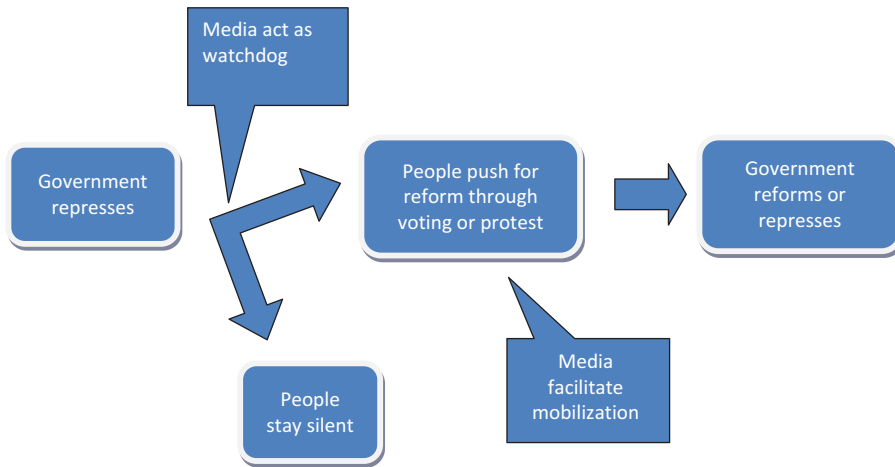 Media act as
watchdog
Government
represses
People push for
reform through
voting or protest
Government
reforms or
represses
People
stay silent
Media
facilitate
mobilization